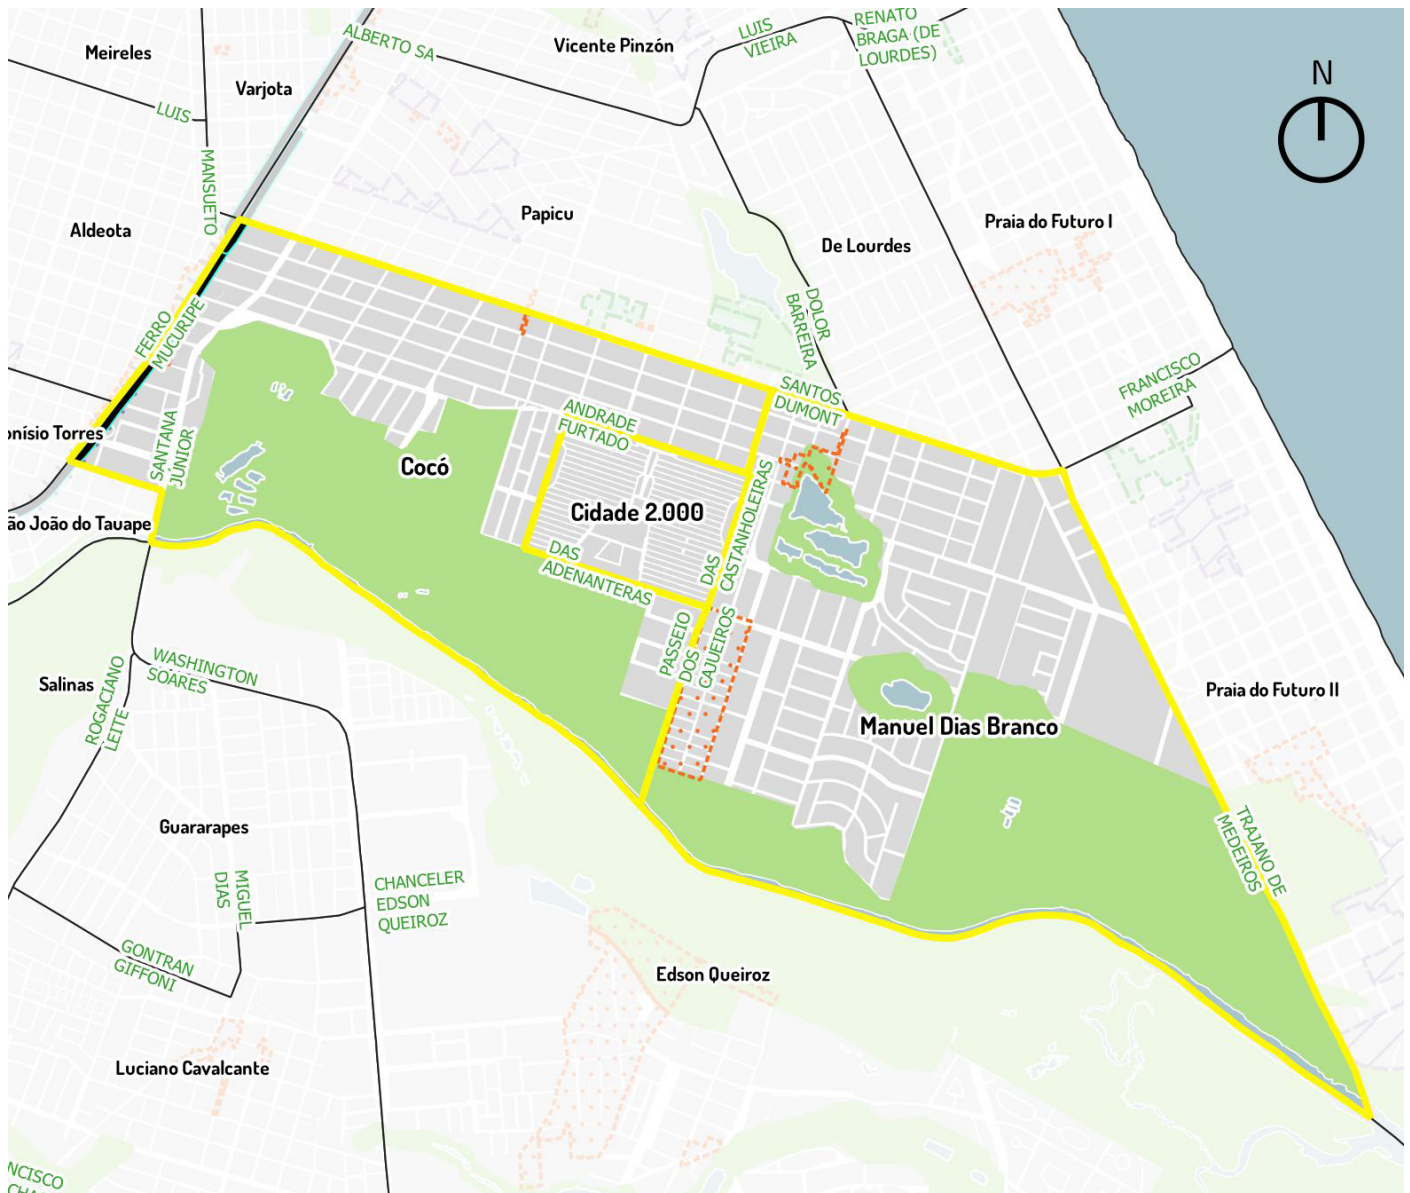 Meireles
Varjota
ALBERTO SA
Vicente Pinzón
LUIS
VIEIRA
RENATO
BRAGA (DE
LOURDES)
N
LUIS
MANSUETO
Aldeota
Papicu
De Lourdes
Praia do Futuro I
DOLOR
BARREIRA
FERRO
MUCURIPE
FRANCISCO
MOREIRA
SANTOS
DUMONT
ANDRADE
FURTADO
onísio Torres
SANTANA
JÚNIOR
Cocó
Cidade 2.000
DAS
CASTANHOLEIRAS
ão João do Tauape
DAS
ADENANTERAS
PASSEIO
DOS
CAJUEIROS
WASHINGTON
SOARES
Salinas
ROGACIANO
LEITE
Praia do Futuro II
Manuel Dias Branco
Guararapes
TRAJANO DE
MEDEIROS
MIGUEL
DIAS
CHANCELER
EDSON
QUEIROZ
GONTRAN
GIFFONI
Edson Queiroz
Luciano Cavalcante
NCISCO